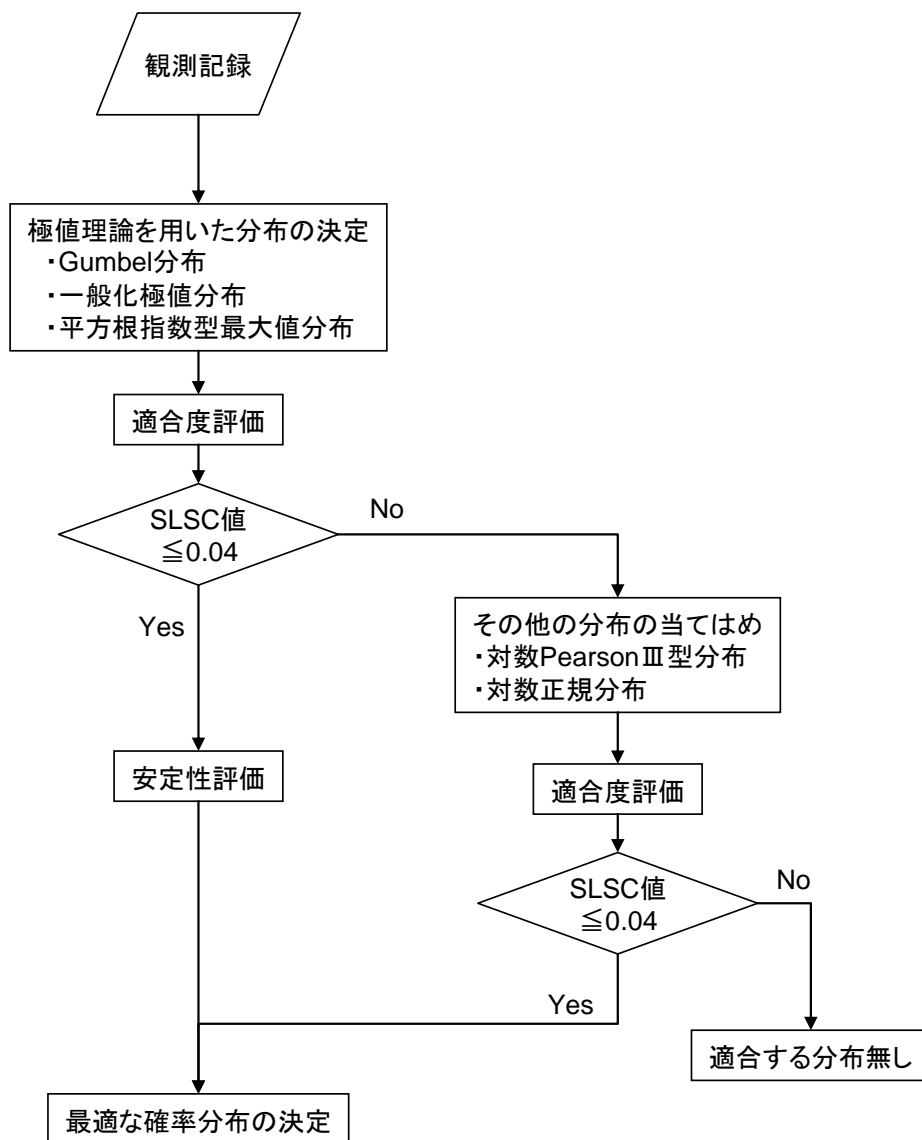 観測記録
極値理論を用いた分布の決定
・Gumbel分布
・一般化極値分布
・平方根指数型最大値分布
適合度評価
SLSC値
≦0.04
No
Yes
その他の分布の当てはめ
・対数PearsonⅢ型分布
・対数正規分布
安定性評価
適合度評価
SLSC値
≦0.04
No
Yes
適合する分布無し
最適な確率分布の決定